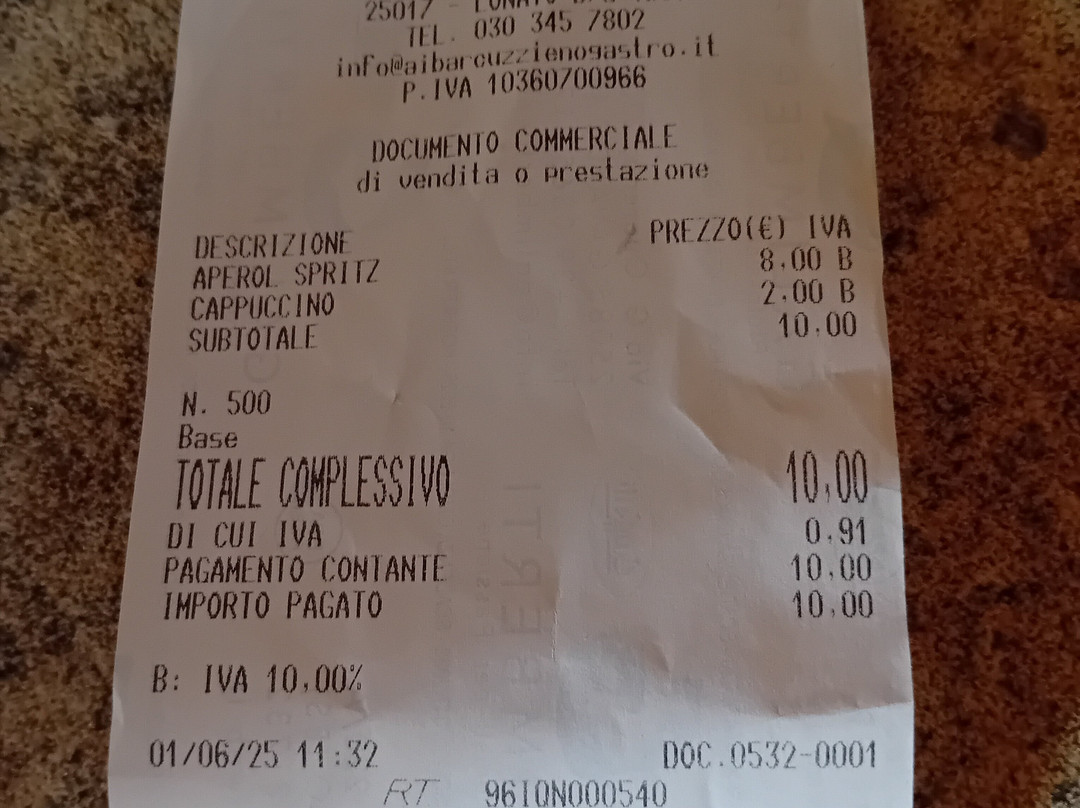 25017 - LONATO
TEL. 030 345 7802
info@aibarcuzzienogastro.it
P.IVA 10360700966
DOCUMENTO COMMERCIALE
di vendita o prestazione
DESCRIZIONE PREZZO(€) IVA
APEROL SPRITZ 8,00 B
CAPPUCCINO 2,00 B
SUBTOTALE 10,00
N. 500
Base
TOTALE COMPLESSIVO 10,00
DI CUI IVA 0,91
PAGAMENTO CONTANTE 10,00
IMPORTO PAGATO 10,00
B: IVA 10,00%
01/06/25 11:32 DOC.0532-0001
RT 96IQN000540